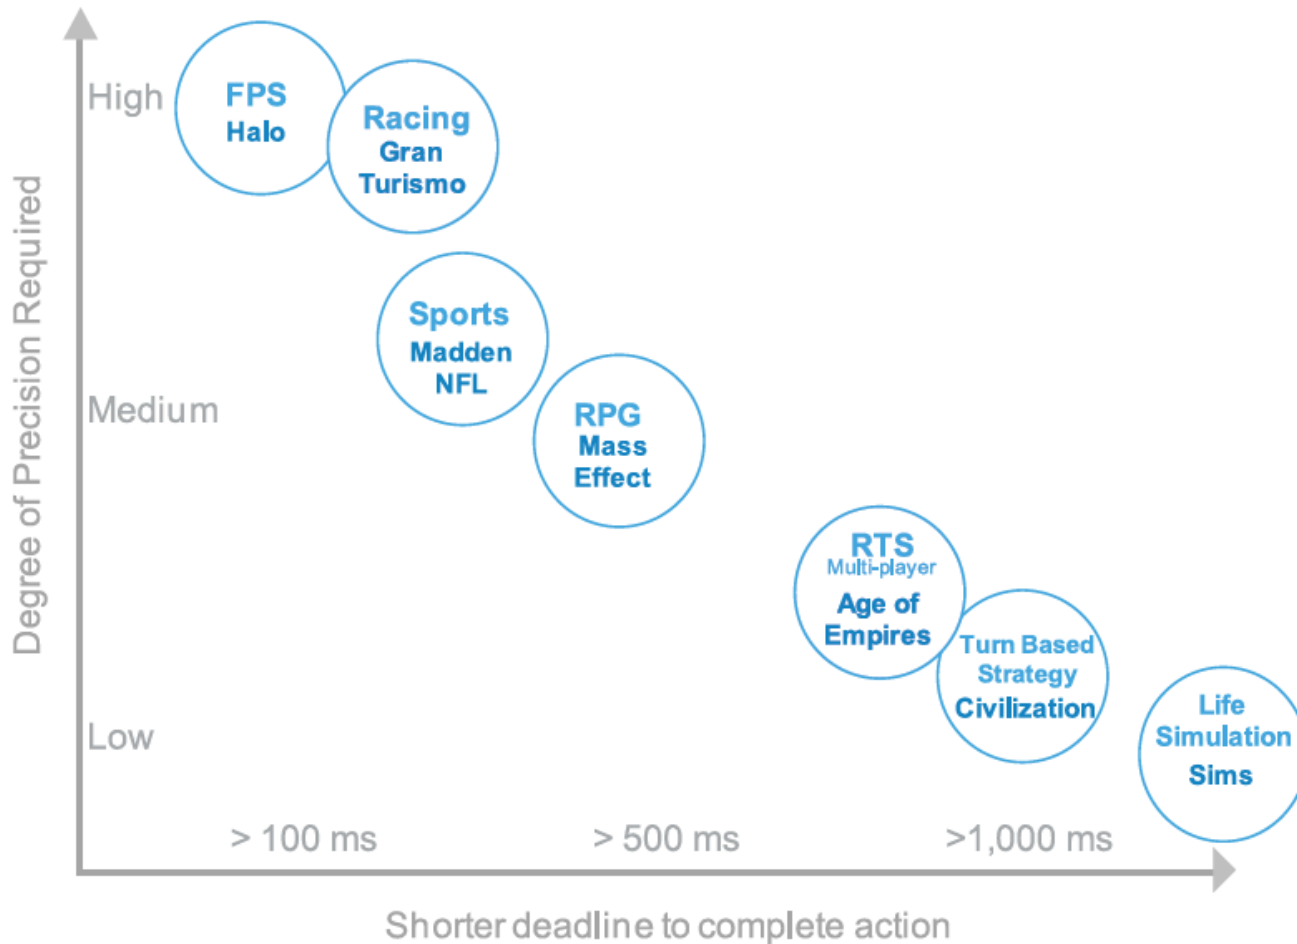 Degree of Precision Required
High
Medium
Low
FPS
Halo
Racing
Gran
Turismo
Sports
Madden
NFL
RPG
Mass
Effect
RTS
Multi-player
Age of
Empires
Turn Based
Strategy
Civilization
Life
Simulation
Sims
> 100 ms
> 500 ms
>1,000 ms
Shorter deadline to complete action